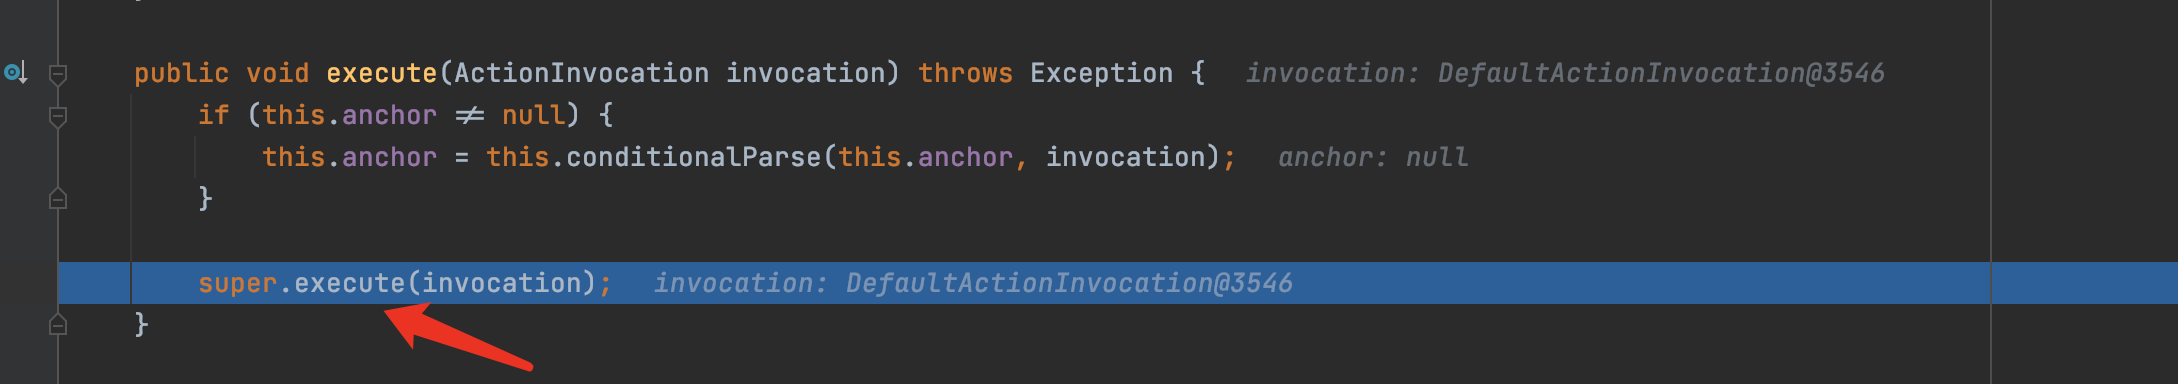 }
public void execute(ActionInvocation invocation) throws Exception {   invocation: DefaultActionInvocation@3546
if (this.anchor ≠ null) {
this.anchor = this.conditionalParse(this.anchor, invocation);   anchor: null
}
super.execute(invocation);   invocation: DefaultActionInvocation@3546
}